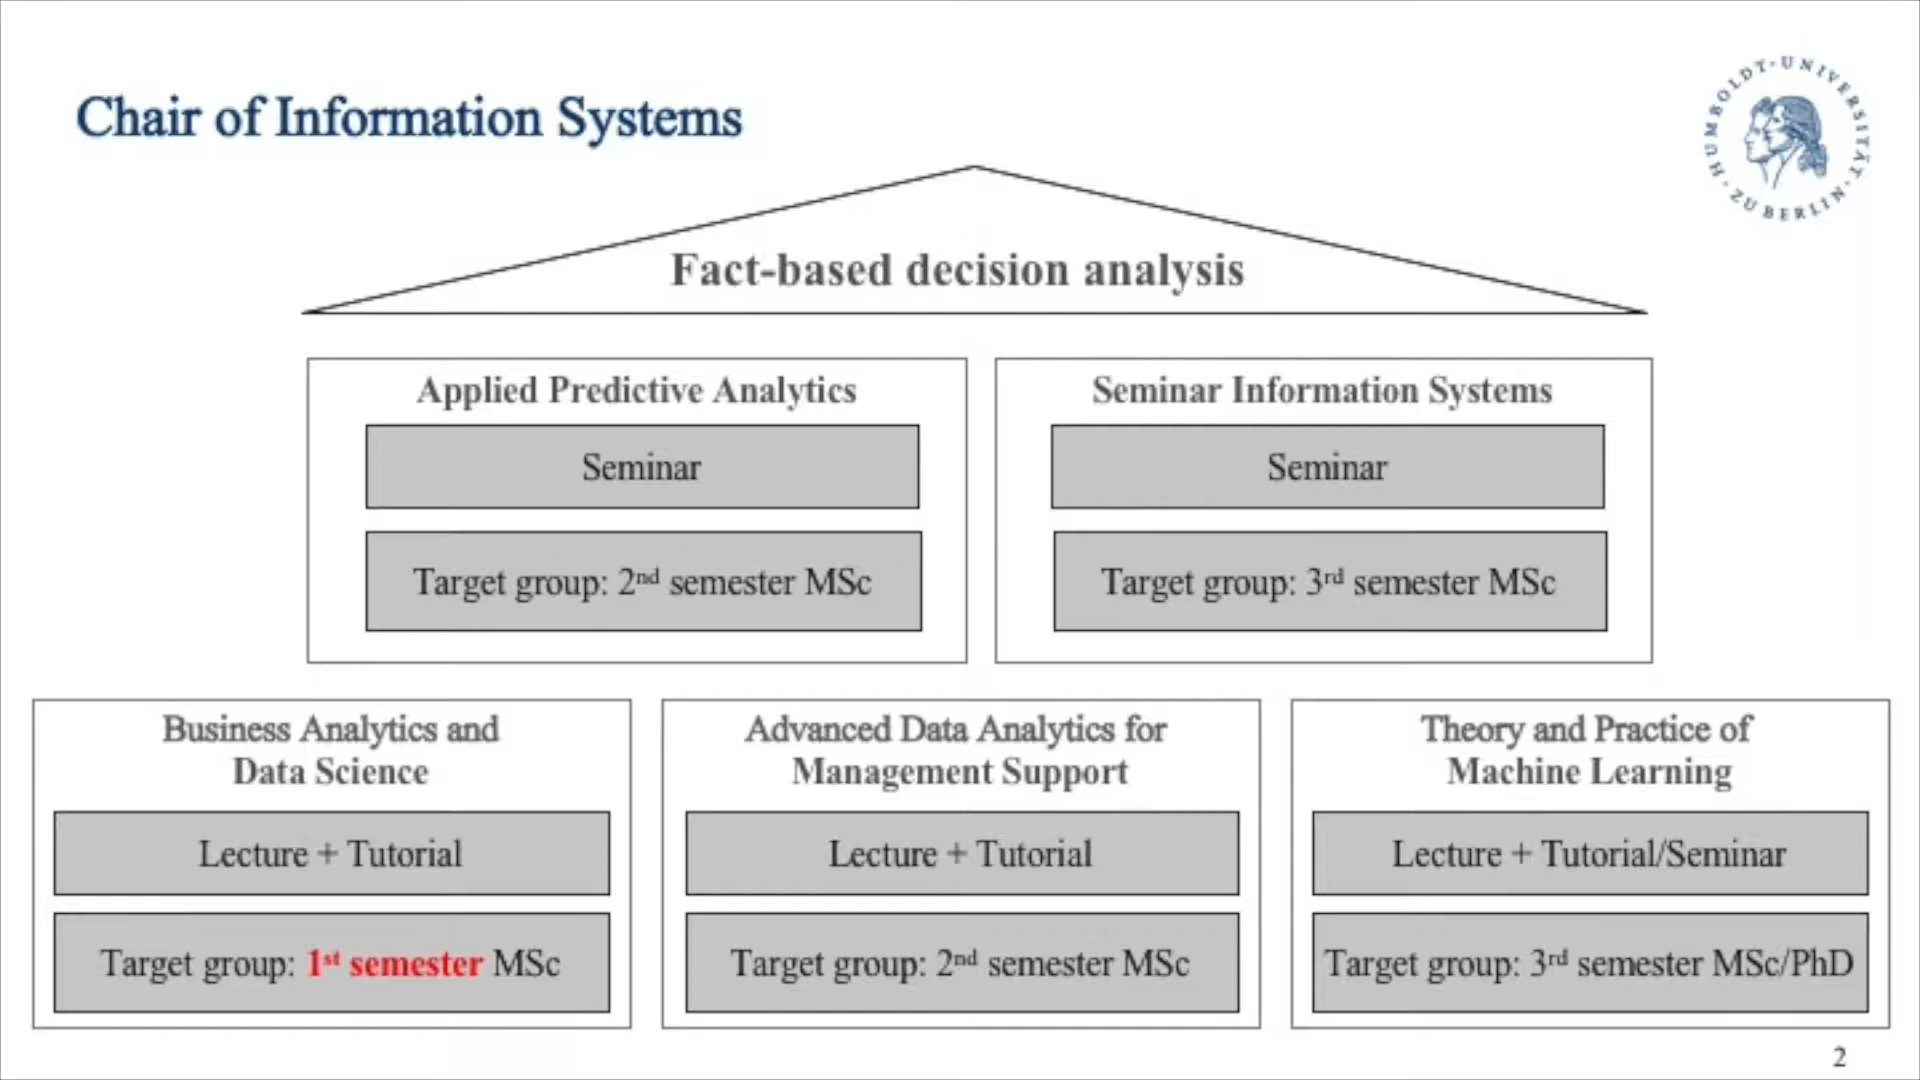 Chair of Information Systems
HUMBOLDT-UNIVERSITÄT · ZU BERLIN ·
Fact-based decision analysis
Applied Predictive Analytics
Seminar
Target group: 2nd semester MSc
Seminar Information Systems
Seminar
Target group: 3rd semester MSc
Business Analytics and
Data Science
Lecture + Tutorial
Target group: 1st semester MSc
Advanced Data Analytics for
Management Support
Lecture + Tutorial
Target group: 2nd semester MSc
Theory and Practice of
Machine Learning
Lecture + Tutorial/Seminar
Target group: 3rd semester MSc/PhD
2